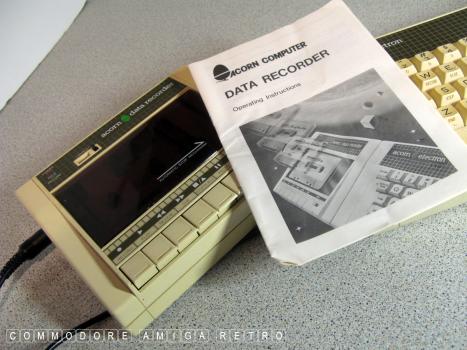 ACORN COMPUTER
DATA RECORDER
Operating Instructions
acorn electron
acorn data recorder
electron
COMMODORE AMIGA RETRO